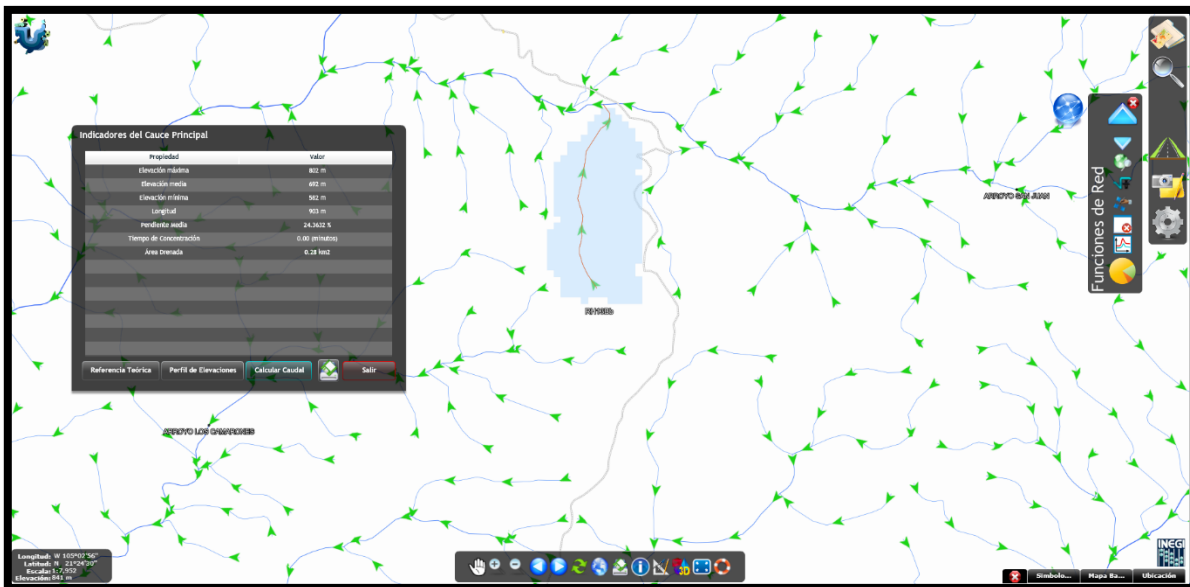 Indicadores del Cauce Principal
Propiedad Valor
Elevación máxima 802 m
Elevación media 692 m
Elevación mínima 582 m
Longitud 903 m
Pendiente Media 24.3632 %
Tiempo de Concentración 0.00 (minutos)
Área Drenada 0.28 km2
Referencia Teórica Perfil de Elevaciones Calcular Caudal Salir
ARROYO LOS CAMARONES
ARROYO SAN JUAN
Funciones de Red
Longitud: W 105°02'56"
Latitud: N 21°24'30"
Escala: 1:7,952
Elevación: 841 m
3D
INEGI
Simbolo... Mapa Ba... Ubicación